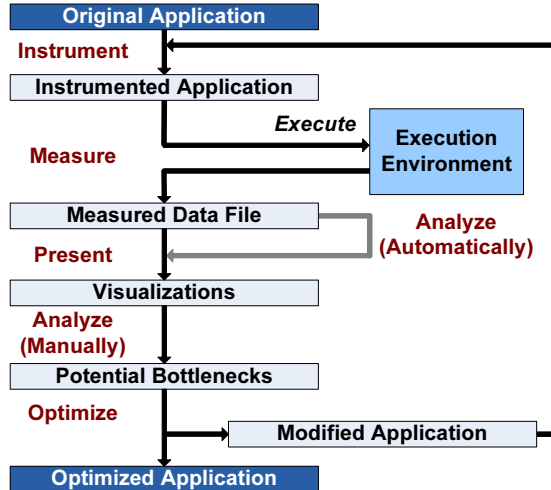 Original Application
Instrument
Instrumented Application
Execute
Execution
Environment
Measure
Measured Data File
Analyze
(Automatically)
Present
Visualizations
Analyze
(Manually)
Potential Bottlenecks
Optimize
Modified Application
Optimized Application